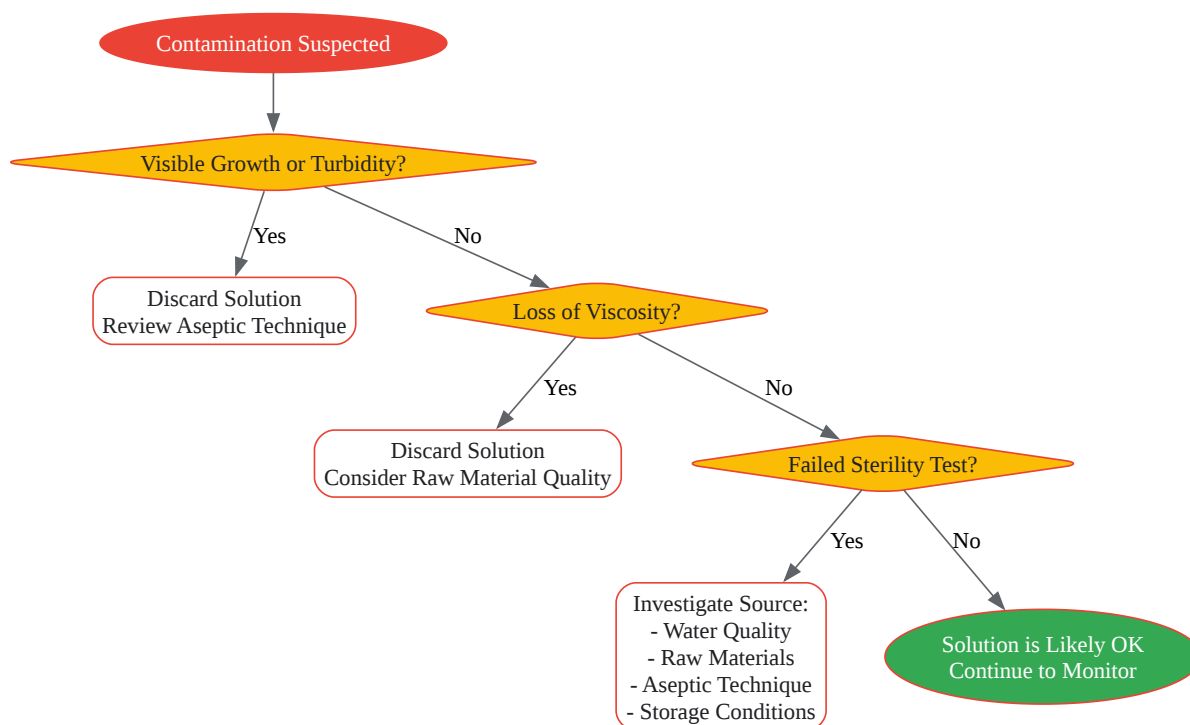 Contamination Suspected
Visible Growth or Turbidity?
Yes
No
Discard Solution
Review Aseptic Technique
Loss of Viscosity?
Yes
No
Discard Solution
Consider Raw Material Quality
Failed Sterility Test?
Yes
No
Investigate Source:
- Water Quality
- Raw Materials
- Aseptic Technique
- Storage Conditions
Solution is Likely OK
Continue to Monitor